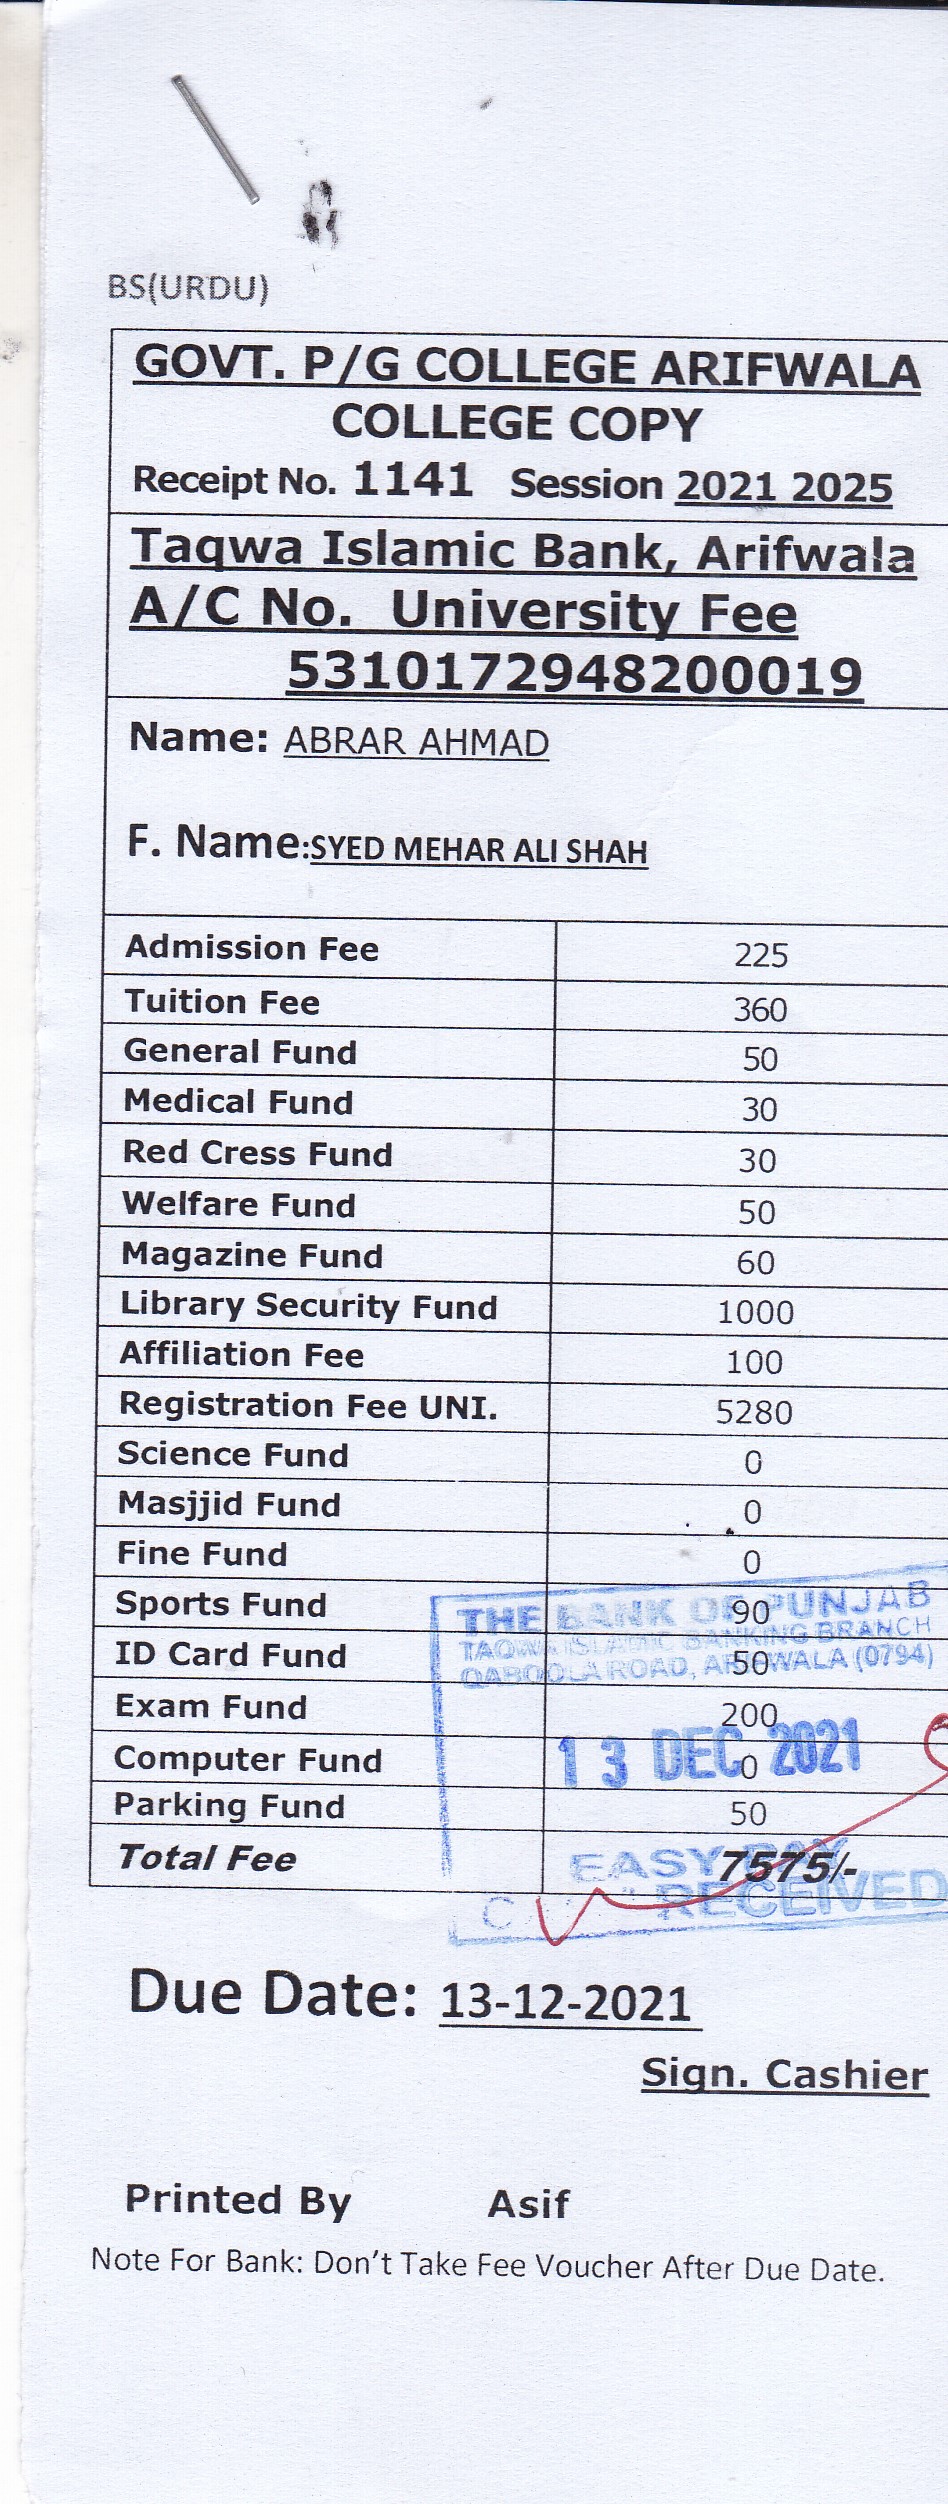 BS(URDU)
GOVT. P/G COLLEGE ARIFWALA
COLLEGE COPY
Receipt No. 1141 Session 2021 2025
Taqwa Islamic Bank, Arifwala
A/C No. University Fee
5310172948200019
Name: ABRAR AHMAD
F. Name:SYED MEHAR ALI SHAH
Admission Fee 225
Tuition Fee 360
General Fund 50
Medical Fund 30
Red Cress Fund 30
Welfare Fund 50
Magazine Fund 60
Library Security Fund 1000
Affiliation Fee 100
Registration Fee UNI. 5280
Science Fund 0
Masjjid Fund 0
Fine Fund 0
Sports Fund 90
THE BANK OF PUNJAB
TAQWA ISLAMIC BANKING BRANCH
ID Card Fund 50
QABOOLA ROAD, ARIFWALA (0794)
Exam Fund 200
13 DEC 2021
Computer Fund 0
Parking Fund 50
Total Fee 7575/-
EASY PAY
RECEIVED
Due Date: 13-12-2021
Sign. Cashier
Printed By Asif
Note For Bank: Don't Take Fee Voucher After Due Date.